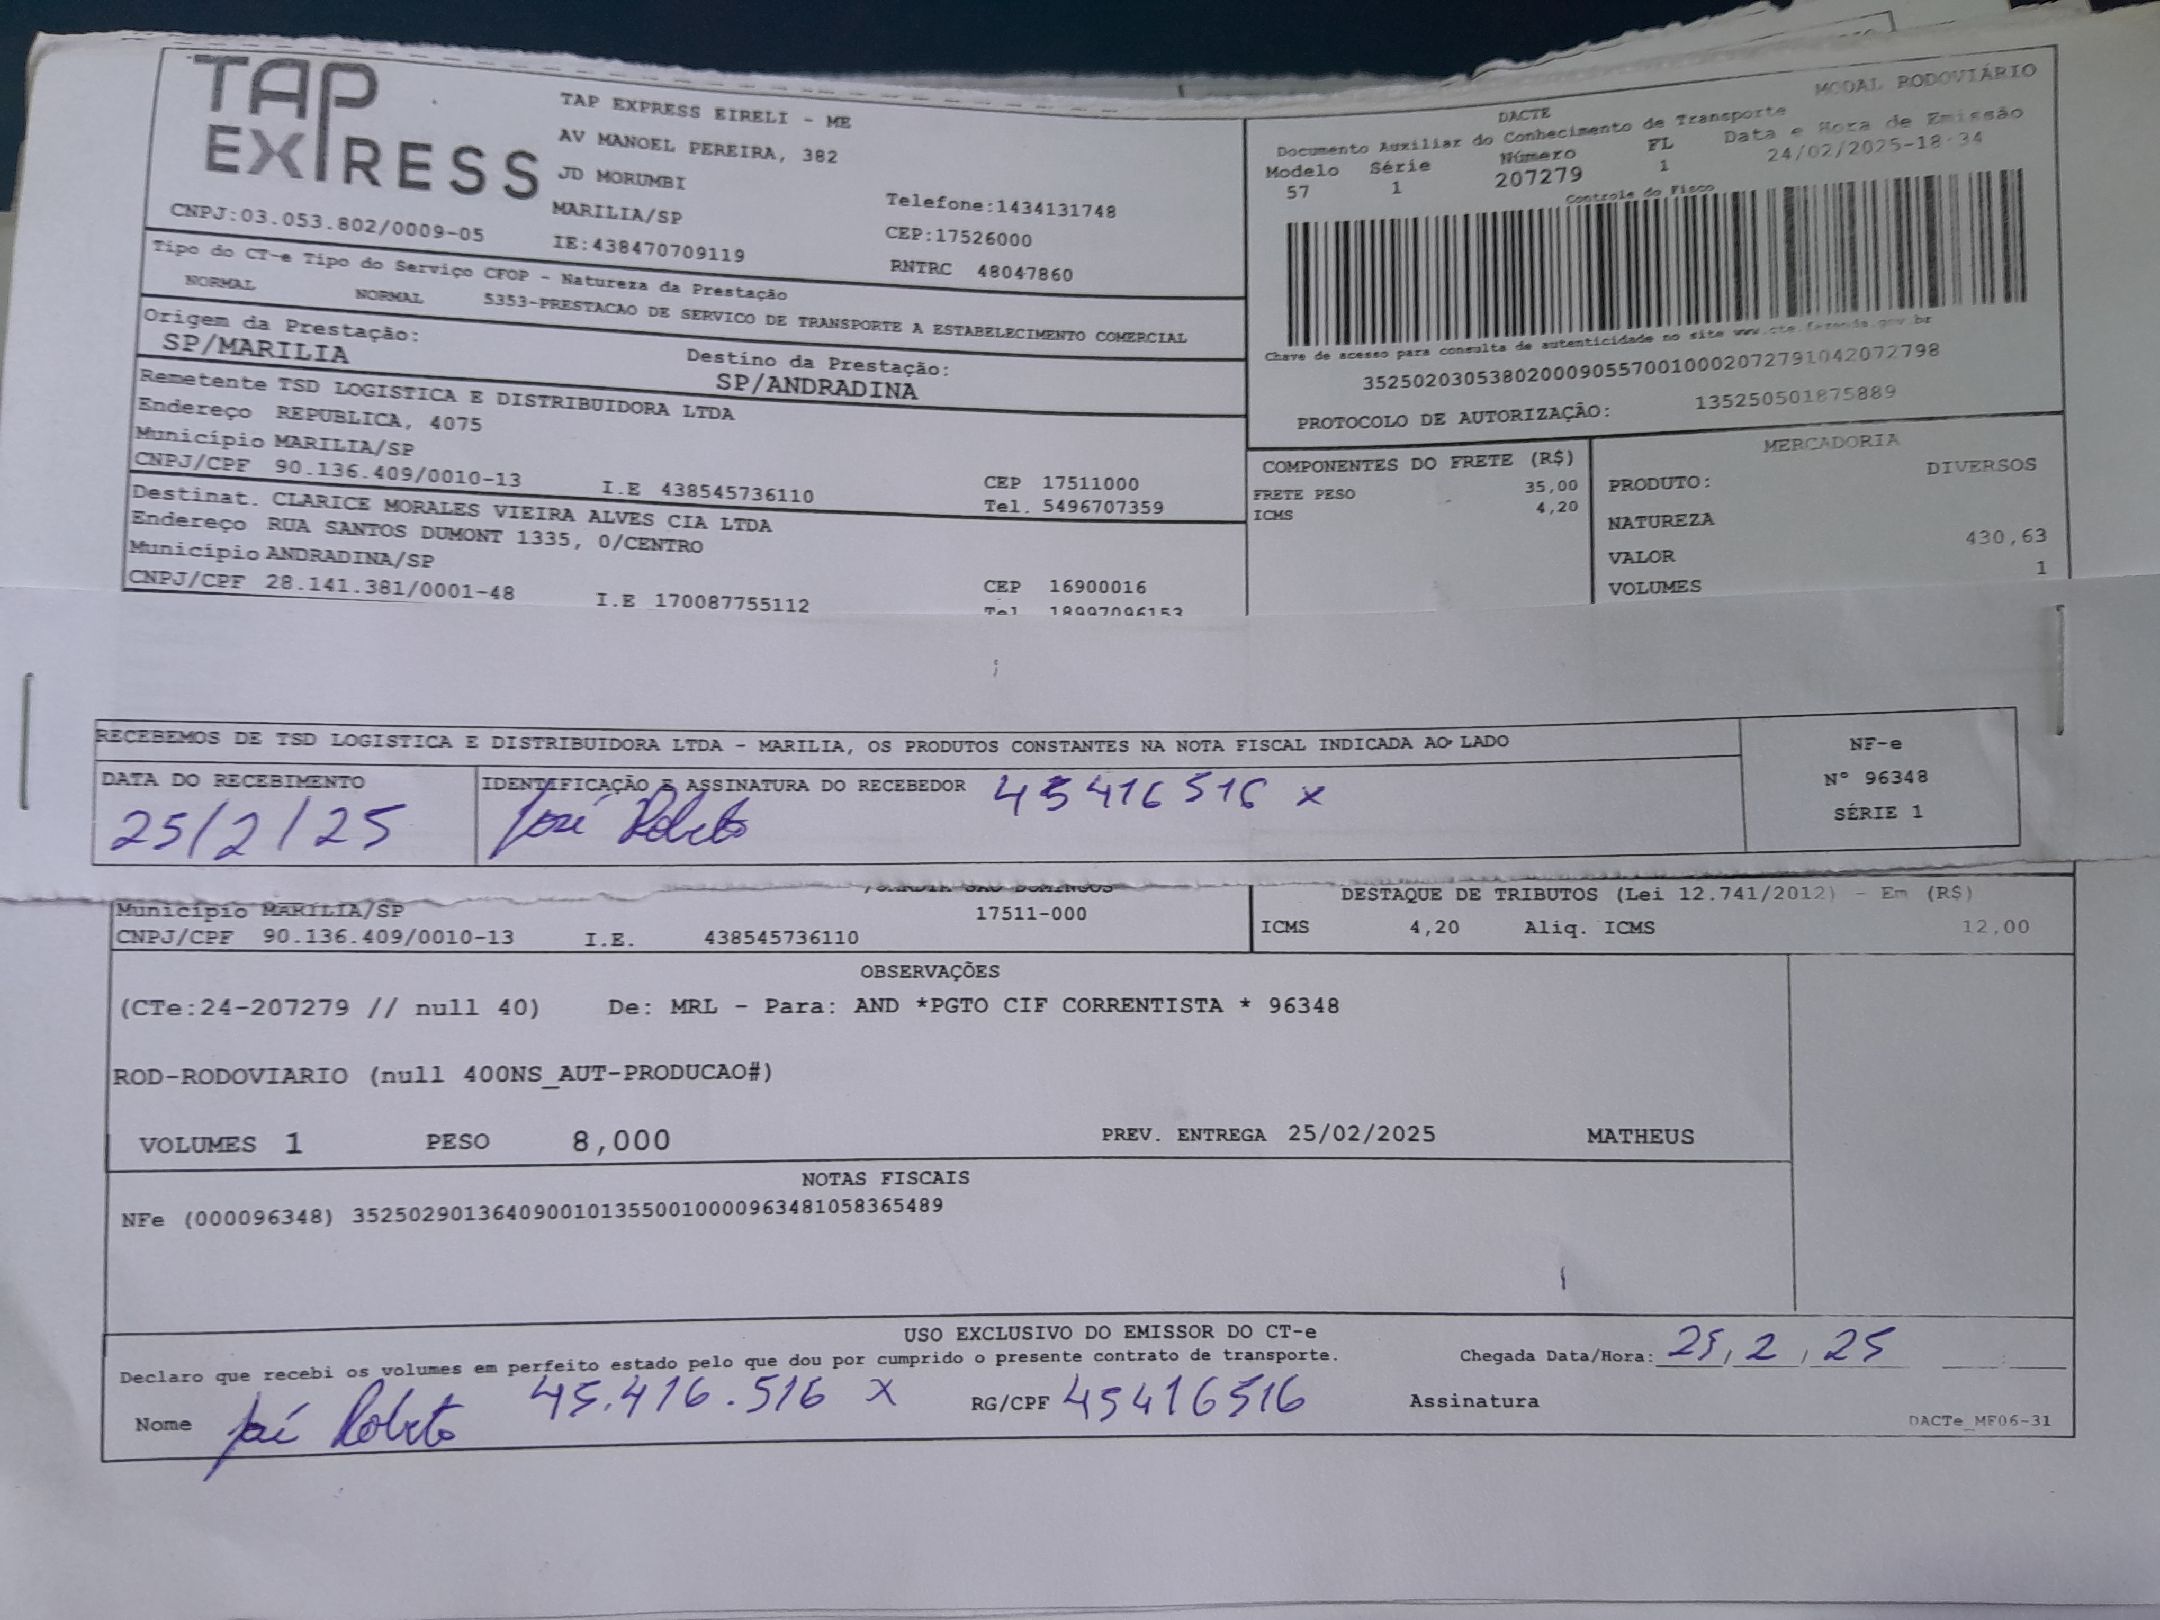 TAP
EXPRESS
TAP EXPRESS EIRELI - ME
AV MANOEL PEREIRA, 382
JD MORUMBI
MARILIA/SP
Telefone:1434131748
CNPJ:03.053.802/0009-05
IE:438470709119
CEP:17526000
RNTRC 48047860
Tipo do CT-e Tipo do Serviço CFOP - Natureza da Prestação
NORMAL NORMAL 5353-PRESTACAO DE SERVICO DE TRANSPORTE A ESTABELECIMENTO COMERCIAL
Origem da Prestação:
SP/MARILIA
Destino da Prestação:
SP/ANDRADINA
Remetente TSD LOGISTICA E DISTRIBUIDORA LTDA
Endereço REPUBLICA, 4075
Município MARILIA/SP
CEP 17511000
CNPJ/CPF 90.136.409/0010-13 I.E 438545736110 Tel. 5496707359
Destinat. CLARICE MORALES VIEIRA ALVES CIA LTDA
Endereço RUA SANTOS DUMONT 1335, 0/CENTRO
Município ANDRADINA/SP
CEP 16900016
CNPJ/CPF 28.141.381/0001-48 I.E 170087755112 Tel 18997096153
MODAL RODOVIÁRIO
DACTE
Documento Auxiliar do Conhecimento de Transporte
Modelo Série Número FL Data e Hora de Emissão
57 1 207279 1 24/02/2025-18:34
Controle do Fisco
Chave de acesso para consulta de autenticidade no site www.cte.fazenda.gov.br
35250203053802000905570010002072791042072798
PROTOCOLO DE AUTORIZAÇÃO: 135250501875889
COMPONENTES DO FRETE (R$)
FRETE PESO 35,00
ICMS 4,20
MERCADORIA
PRODUTO: DIVERSOS
NATUREZA
VALOR 430,63
VOLUMES 1
RECEBEMOS DE TSD LOGISTICA E DISTRIBUIDORA LTDA - MARILIA, OS PRODUTOS CONSTANTES NA NOTA FISCAL INDICADA AO LADO
DATA DO RECEBIMENTO
25/2/25
IDENTIFICAÇÃO E ASSINATURA DO RECEBEDOR 45416516 x
José Roberto
NF-e
N° 96348
SÉRIE 1
Município MARILIA/SP 17511-000
CNPJ/CPF 90.136.409/0010-13 I.E. 438545736110
DESTAQUE DE TRIBUTOS (Lei 12.741/2012) - Em (R$)
ICMS 4,20 Aliq. ICMS 12,00
OBSERVAÇÕES
(CTe:24-207279 // null 40) De: MRL - Para: AND *PGTO CIF CORRENTISTA * 96348
ROD-RODOVIARIO (null 400NS_AUT-PRODUCAO#)
VOLUMES 1 PESO 8,000 PREV. ENTREGA 25/02/2025 MATHEUS
NOTAS FISCAIS
NFe (000096348) 35250290136409001013550010000963481058365489
USO EXCLUSIVO DO EMISSOR DO CT-e
Declaro que recebi os volumes em perfeito estado pelo que dou por cumprido o presente contrato de transporte. Chegada Data/Hora: 25, 2, 25
Nome José Roberto 45.416.516 x RG/CPF 45416516 Assinatura
DACTe_MF06-31